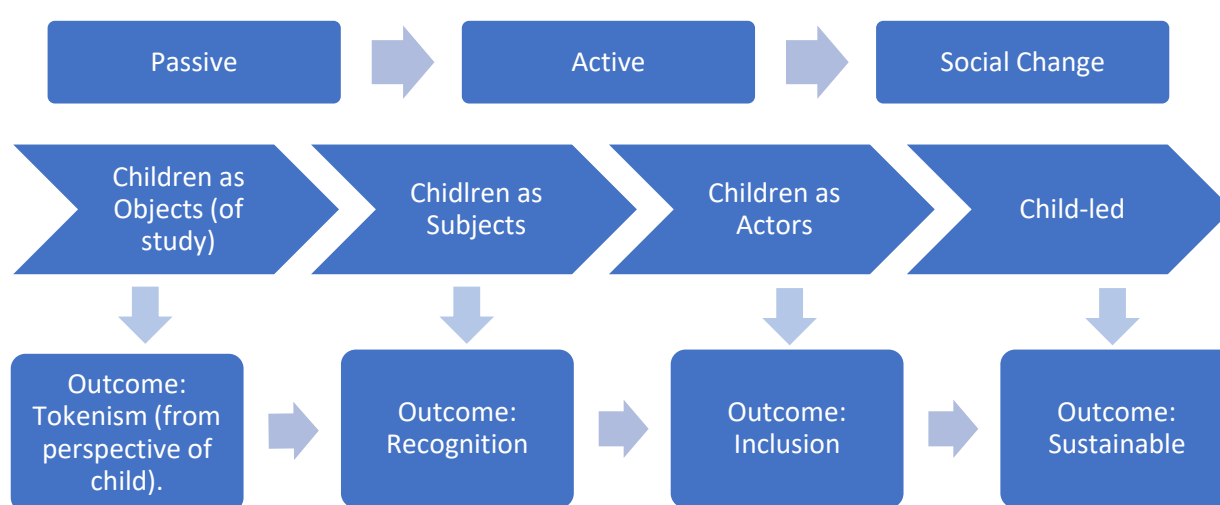 Passive
Active
Social Change
Children as
Objects (of
study)
Chidlren as
Subjects
Children as
Actors
Child-led
Outcome:
Tokenism (from
perspective of
child).
Outcome:
Recognition
Outcome:
Inclusion
Outcome:
Sustainable